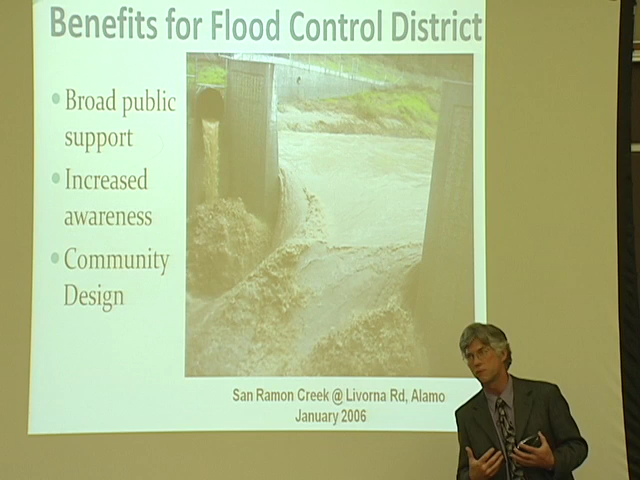 Benefits for Flood Control District
Broad public
support
Increased
awareness
Community
Design
San Ramon Creek @ Livorna Rd, Alamo
January 2006